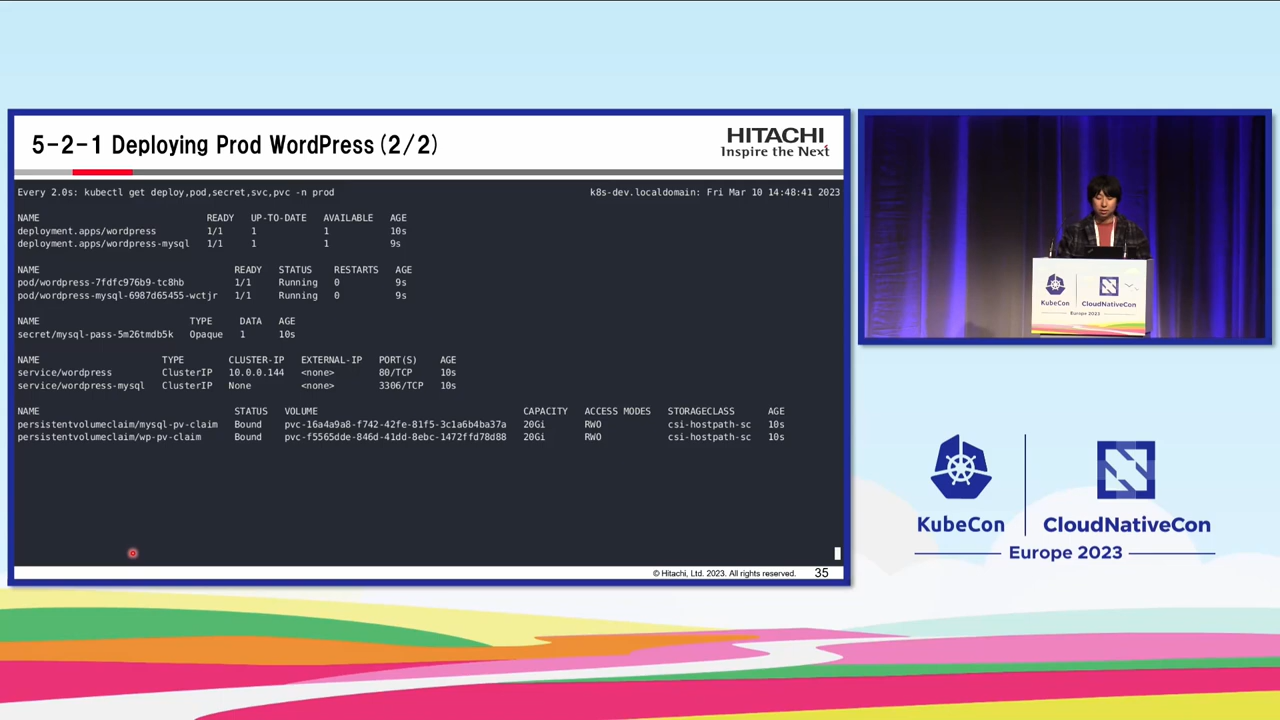 5-2-1 Deploying Prod WordPress(2/2)
HITACHI
Inspire the Next
Every 2.0s: kubectl get deploy,pod,secret,svc,pvc -n prod k8s-dev.localdomain: Fri Mar 10 14:48:41 2023
NAME READY UP-TO-DATE AVAILABLE AGE
deployment.apps/wordpress 1/1 1 1 10s
deployment.apps/wordpress-mysql 1/1 1 1 9s
NAME READY STATUS RESTARTS AGE
pod/wordpress-7fdfc976b9-tc8hb 1/1 Running 0 9s
pod/wordpress-mysql-6987d65455-wctjr 1/1 Running 0 9s
NAME TYPE DATA AGE
secret/mysql-pass-5m26tmdb5k Opaque 1 10s
NAME TYPE CLUSTER-IP EXTERNAL-IP PORT(S) AGE
service/wordpress ClusterIP 10.0.0.144 <none> 80/TCP 10s
service/wordpress-mysql ClusterIP None <none> 3306/TCP 10s
NAME STATUS VOLUME CAPACITY ACCESS MODES STORAGECLASS AGE
persistentvolumeclaim/mysql-pv-claim Bound pvc-16a4a9a8-f742-42fe-81f5-3c1a6b4ba37a 20Gi RWO csi-hostpath-sc 10s
persistentvolumeclaim/wp-pv-claim Bound pvc-f5565dde-846d-41dd-8ebc-1472ffd78d88 20Gi RWO csi-hostpath-sc 10s
© Hitachi, Ltd. 2023. All rights reserved. 35
KubeCon CloudNativeCon
Europe 2023
KubeCon CloudNativeCon
Europe 2023